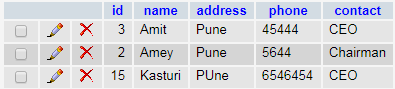 id name address phone contact
3 Amit Pune 45444 CEO
2 Amey Pune 5644 Chairman
15 Kasturi PUne 6546454 CEO